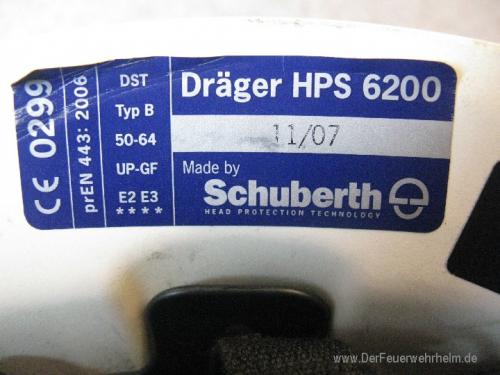 CE 0299
prEN 443: 2006
DST
Typ B
50-64
UP-GF
E2 E3
****
Dräger HPS 6200
11/07
Made by
Schuberth
HEAD PROTECTION TECHNOLOGY
www.DerFeuerwehrhelm.de